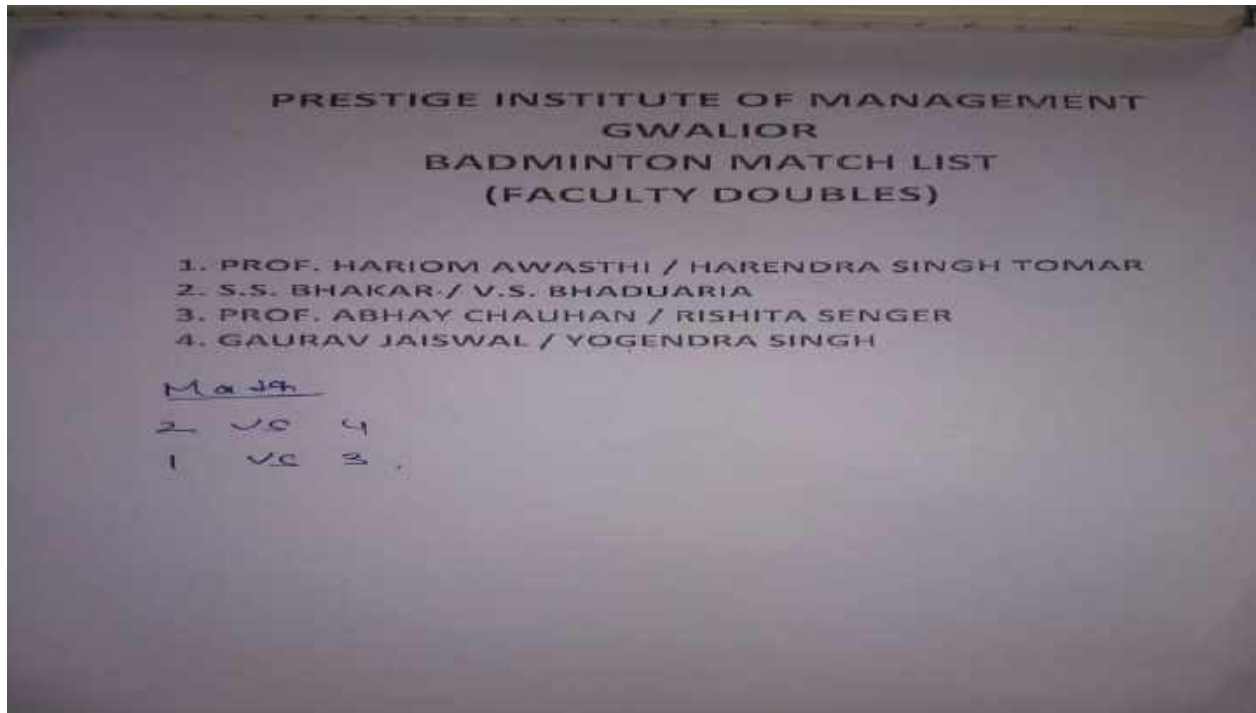 PRESTIGE INSTITUTE OF MANAGEMENT
GWALIOR
BADMINTON MATCH LIST
(FACULTY DOUBLES)
1. PROF. HARIOM AWASTHI / HARENDRA SINGH TOMAR
2. S.S. BHAKAR / V.S. BHADUARIA
3. PROF. ABHAY CHAUHAN / RISHITA SENGER
4. GAURAV JAISWAL / YOGENDRA SINGH
Match
2 vs 4
1 vs 3.